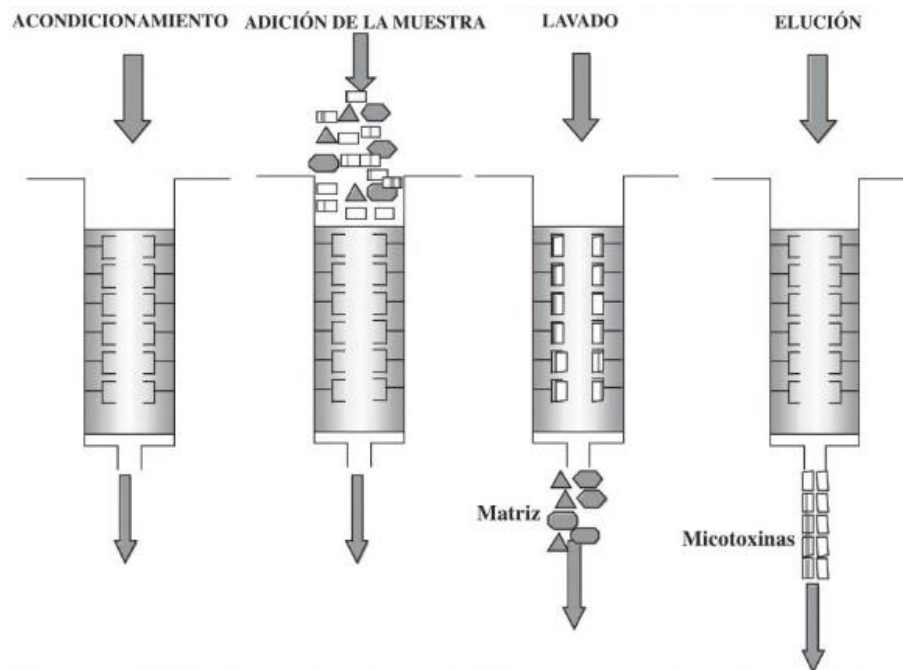 ACONDICIONAMIENTO
ADICIÓN DE LA MUESTRA
LAVADO
ELUCIÓN
Matriz
Micotoxinas